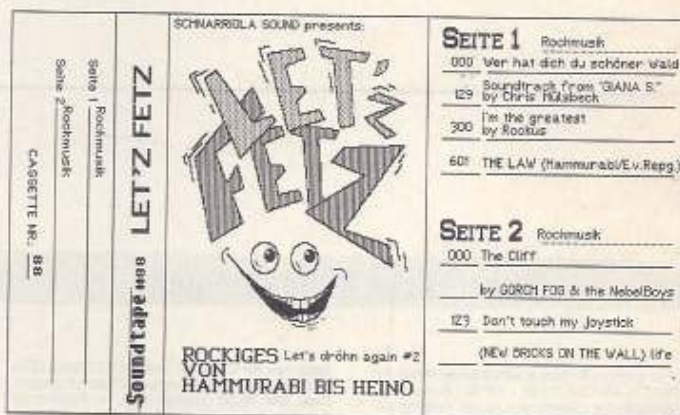 Seite 1 Rockmusik
Seite 2 Rockmusik
CASSETTE NR. 88
Soundtape #88 LET'Z FETZ
SCHNARRIOLA SOUND presents:
LET'Z
FETZ
ROCKIGES Let's dröhn again #2
VON
HAMMURABI BIS HEINO
SEITE 1 Rockmusik
000 Wer hat dich du schöner Wald
129 Soundtrack from "GIANA S."
by Chris Hülsbeck
300 i'm the greatest
by Rookus
601 THE LAW (Hammurabi/E.v.Repg.)
SEITE 2 Rockmusik
000 The Cliff
by GORCH FOG & the NebelBoys
123 Don't touch my joystick
(NEW BRICKS ON THE WALL) life